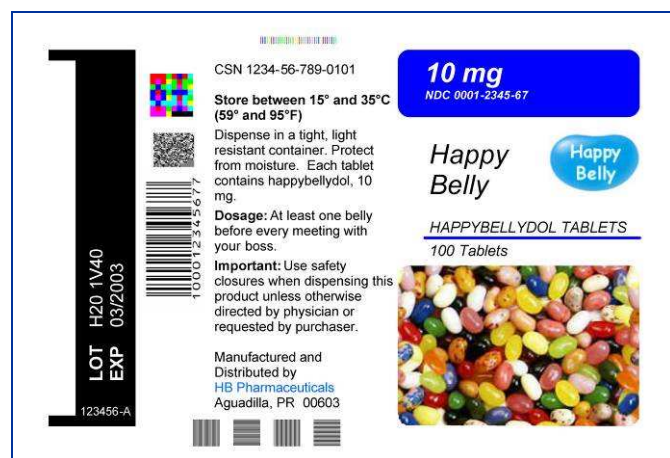 LOT H20 1V40
EXP 03/2003
123456-A
1000012345677
CSN 1234-56-789-0101
Store between 15° and 35°C
(59° and 95°F)
Dispense in a tight, light
resistant container. Protect
from moisture. Each tablet
contains happybellydol, 10
mg.
Dosage: At least one belly
before every meeting with
your boss.
Important: Use safety
closures when dispensing this
product unless otherwise
directed by physician or
requested by purchaser.
Manufactured and
Distributed by
HB Pharmaceuticals
Aguadilla, PR 00603
10 mg
NDC 0001-2345-67
Happy
Belly
Happy
Belly
HAPPYBELLYDOL TABLETS
100 Tablets